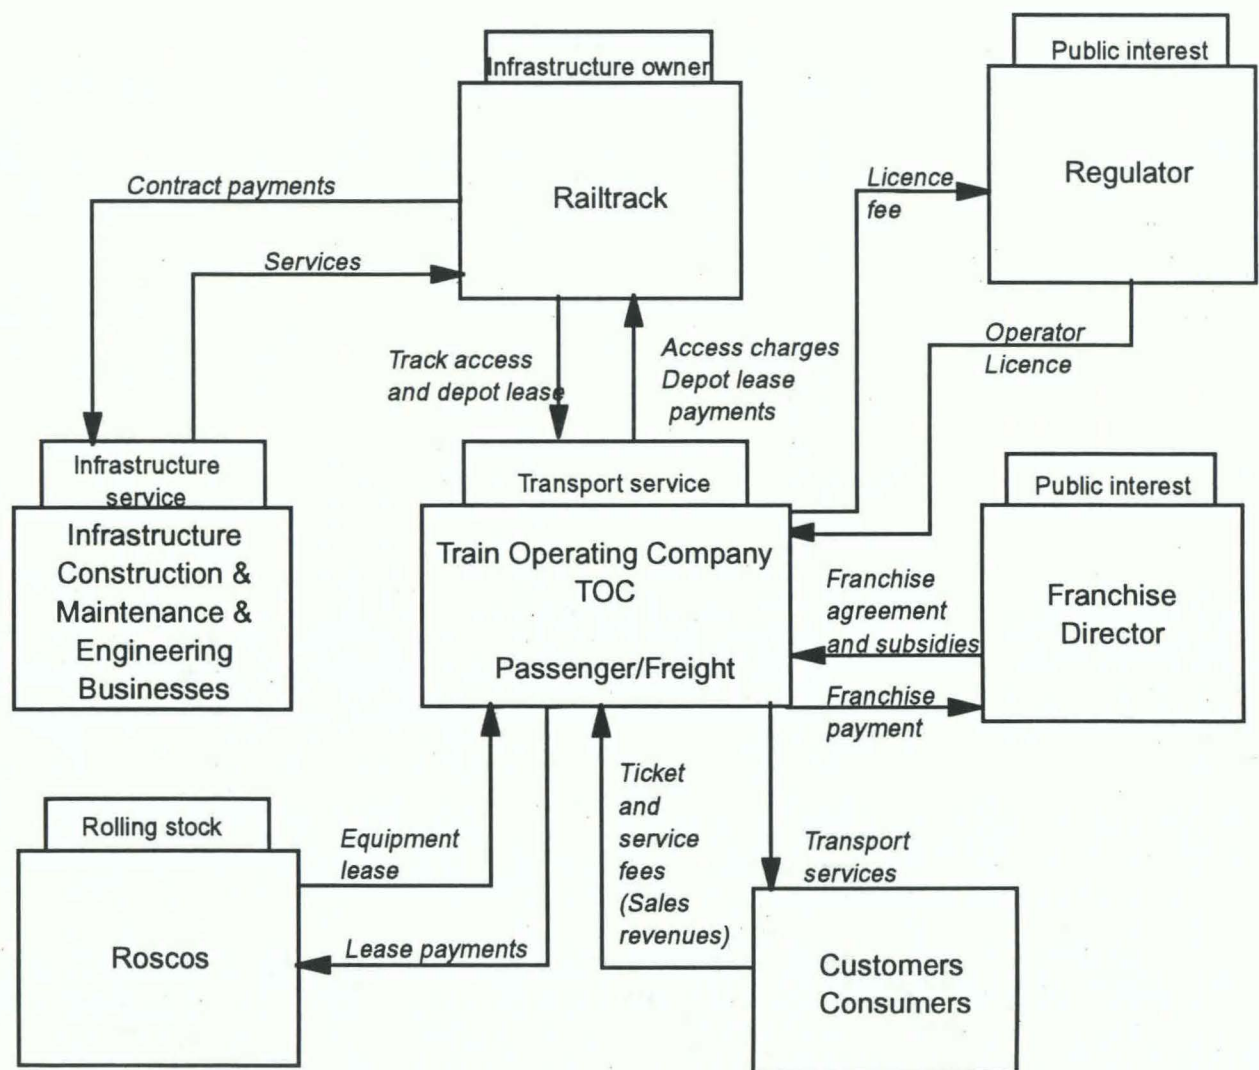 Infrastructure owner
Railtrack
Public interest
Regulator
Contract payments
Services
Licence
fee
Operator
Licence
Track access
and depot lease
Access charges
Depot lease
payments
Infrastructure
service
Infrastructure
Construction &
Maintenance &
Engineering
Businesses
Transport service
Train Operating Company
TOC
Passenger/Freight
Public interest
Franchise
Director
Franchise
agreement
and subsidies
Franchise
payment
Rolling stock
Roscos
Equipment
lease
Lease payments
Ticket
and
service
fees
(Sales
revenues)
Transport
services
Customers
Consumers